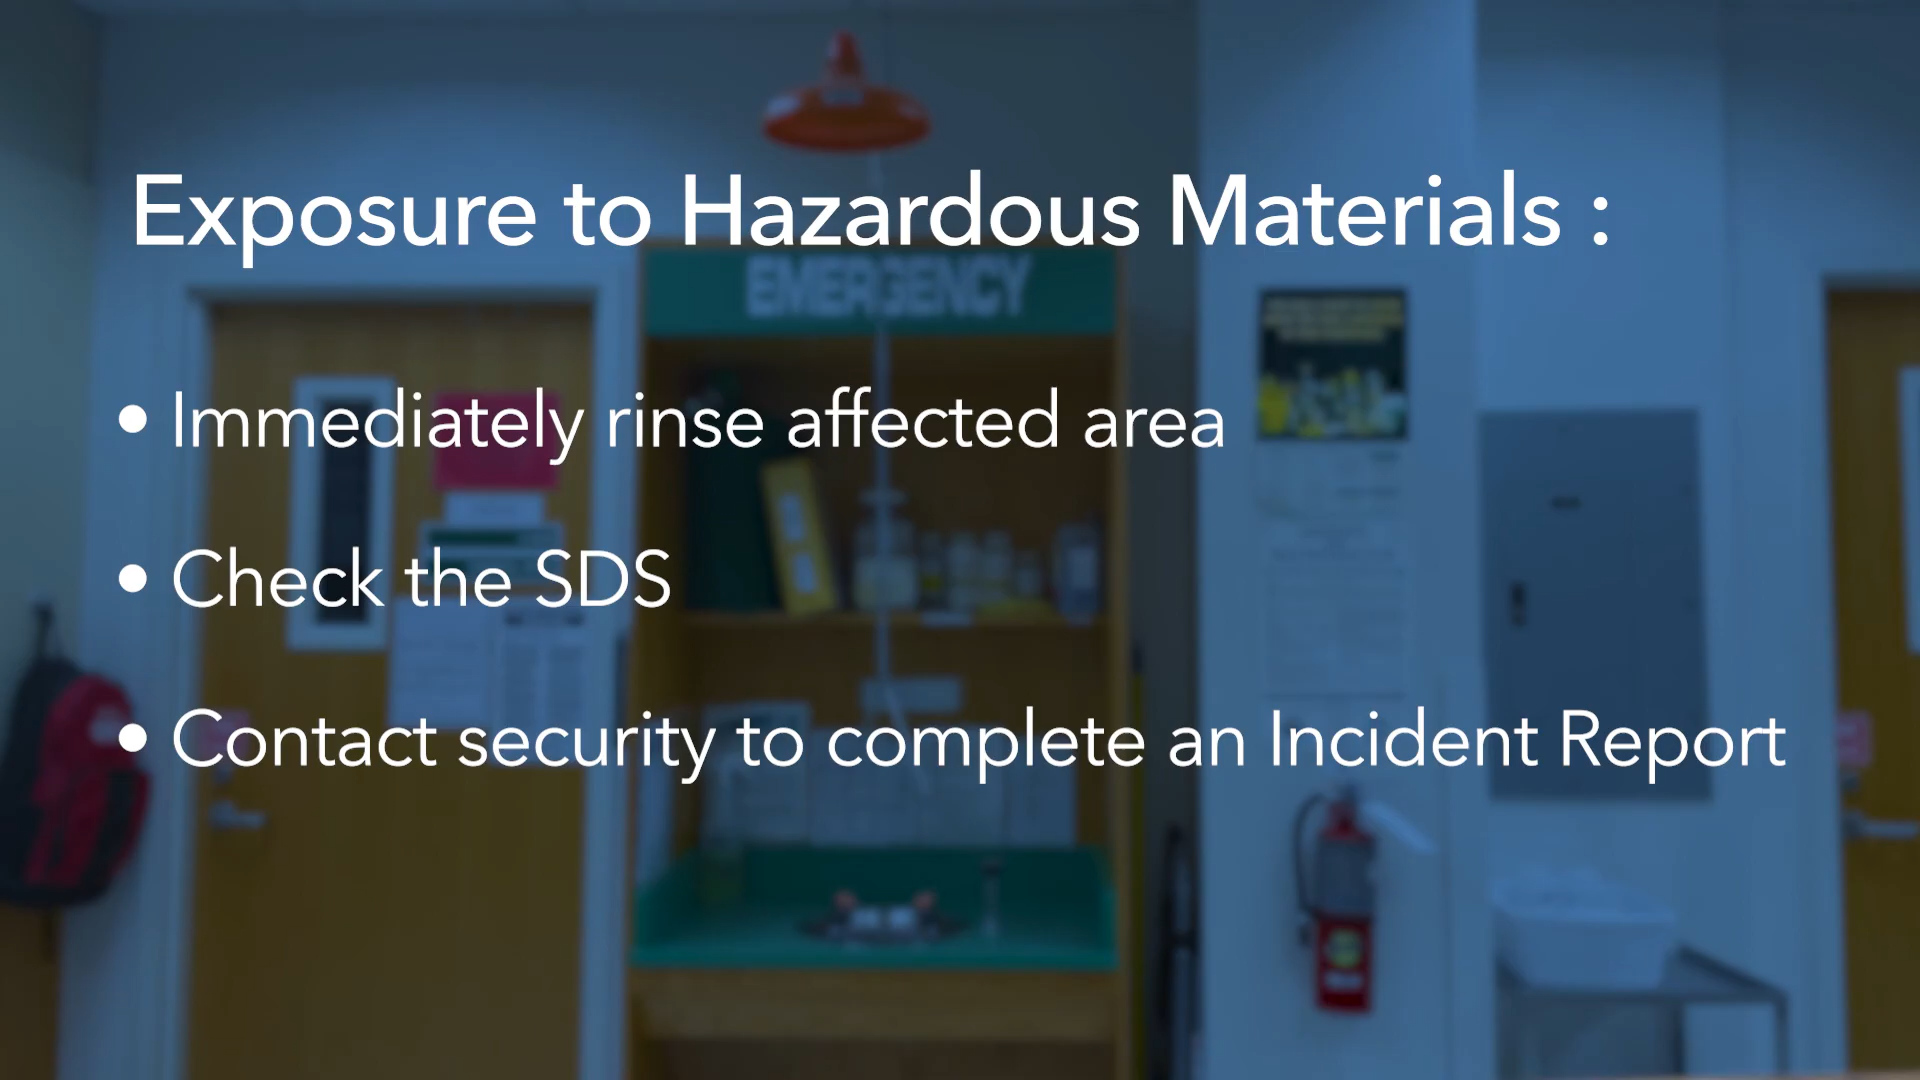 Exposure to Hazardous Materials :
EMERGENCY
• Immediately rinse affected area
• Check the SDS
• Contact security to complete an Incident Report